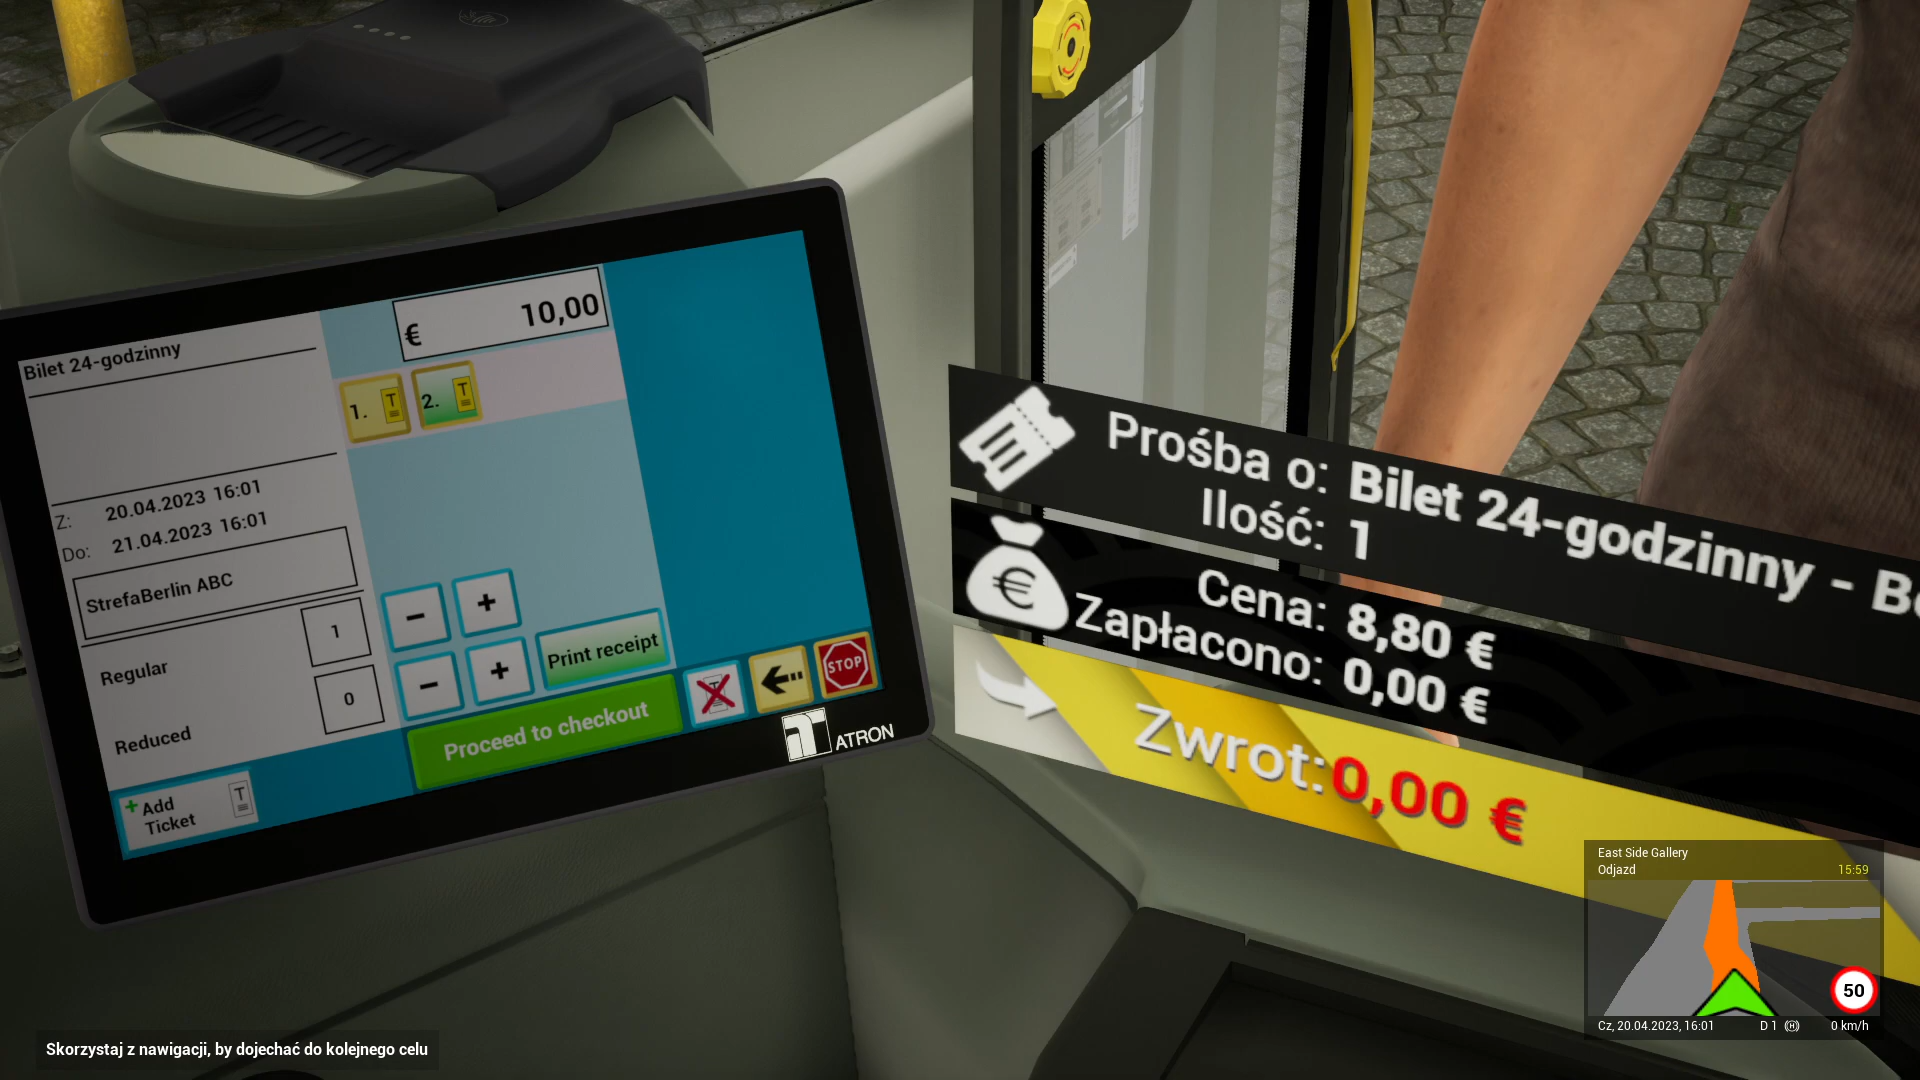 € 10,00
Bilet 24-godzinny
1. T
2. T
Z: 20.04.2023 16:01
Do: 21.04.2023 16:01
StrefaBerlin ABC
Regular 1
- +
Reduced 0
- +
Print receipt
Proceed to checkout
STOP
+ Add
Ticket
T
ATRON
Prośba o: Bilet 24-godzinny -
Ilość: 1
Cena: 8,80 €
Zapłacono: 0,00 €
Zwrot: 0,00 €
East Side Gallery
Odjazd 15:59
50
Cz, 20.04.2023, 16:01 D 1 (H) 0 km/h
Skorzystaj z nawigacji, by dojechać do kolejnego celu